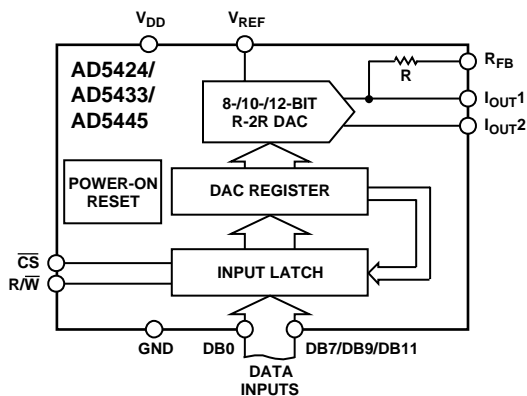 VDD
VREF
AD5424/
AD5433/
AD5445
RFB
R
8-/10-/12-BIT
R-2R DAC
IOUT1
IOUT2
POWER-ON
RESET
DAC REGISTER
CS
R/W
INPUT LATCH
GND
DB0
DB7/DB9/DB11
DATA
INPUTS